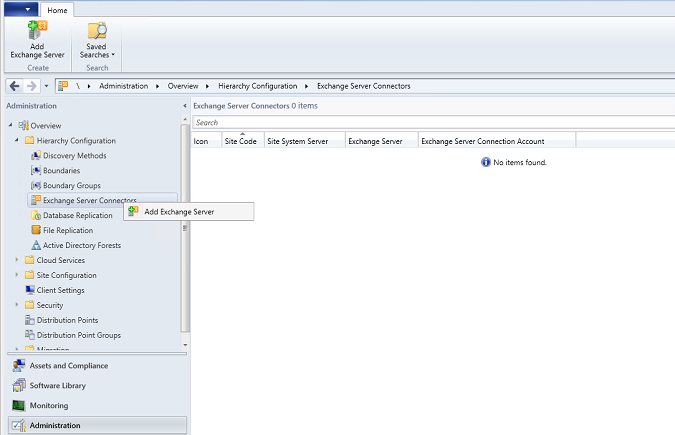 Home
Add
Exchange Server
Saved
Searches
Create
Search
\ Administration Overview Hierarchy Configuration Exchange Server Connectors
Administration
Overview
Hierarchy Configuration
Discovery Methods
Boundaries
Boundary Groups
Exchange Server Connectors
Database Replication
File Replication
Active Directory Forests
Cloud Services
Site Configuration
Client Settings
Security
Distribution Points
Distribution Point Groups
Migration
Assets and Compliance
Software Library
Monitoring
Administration
Add Exchange Server
Exchange Server Connectors 0 items
Search
Icon Site Code Site System Server Exchange Server Exchange Server Connection Account
No items found.